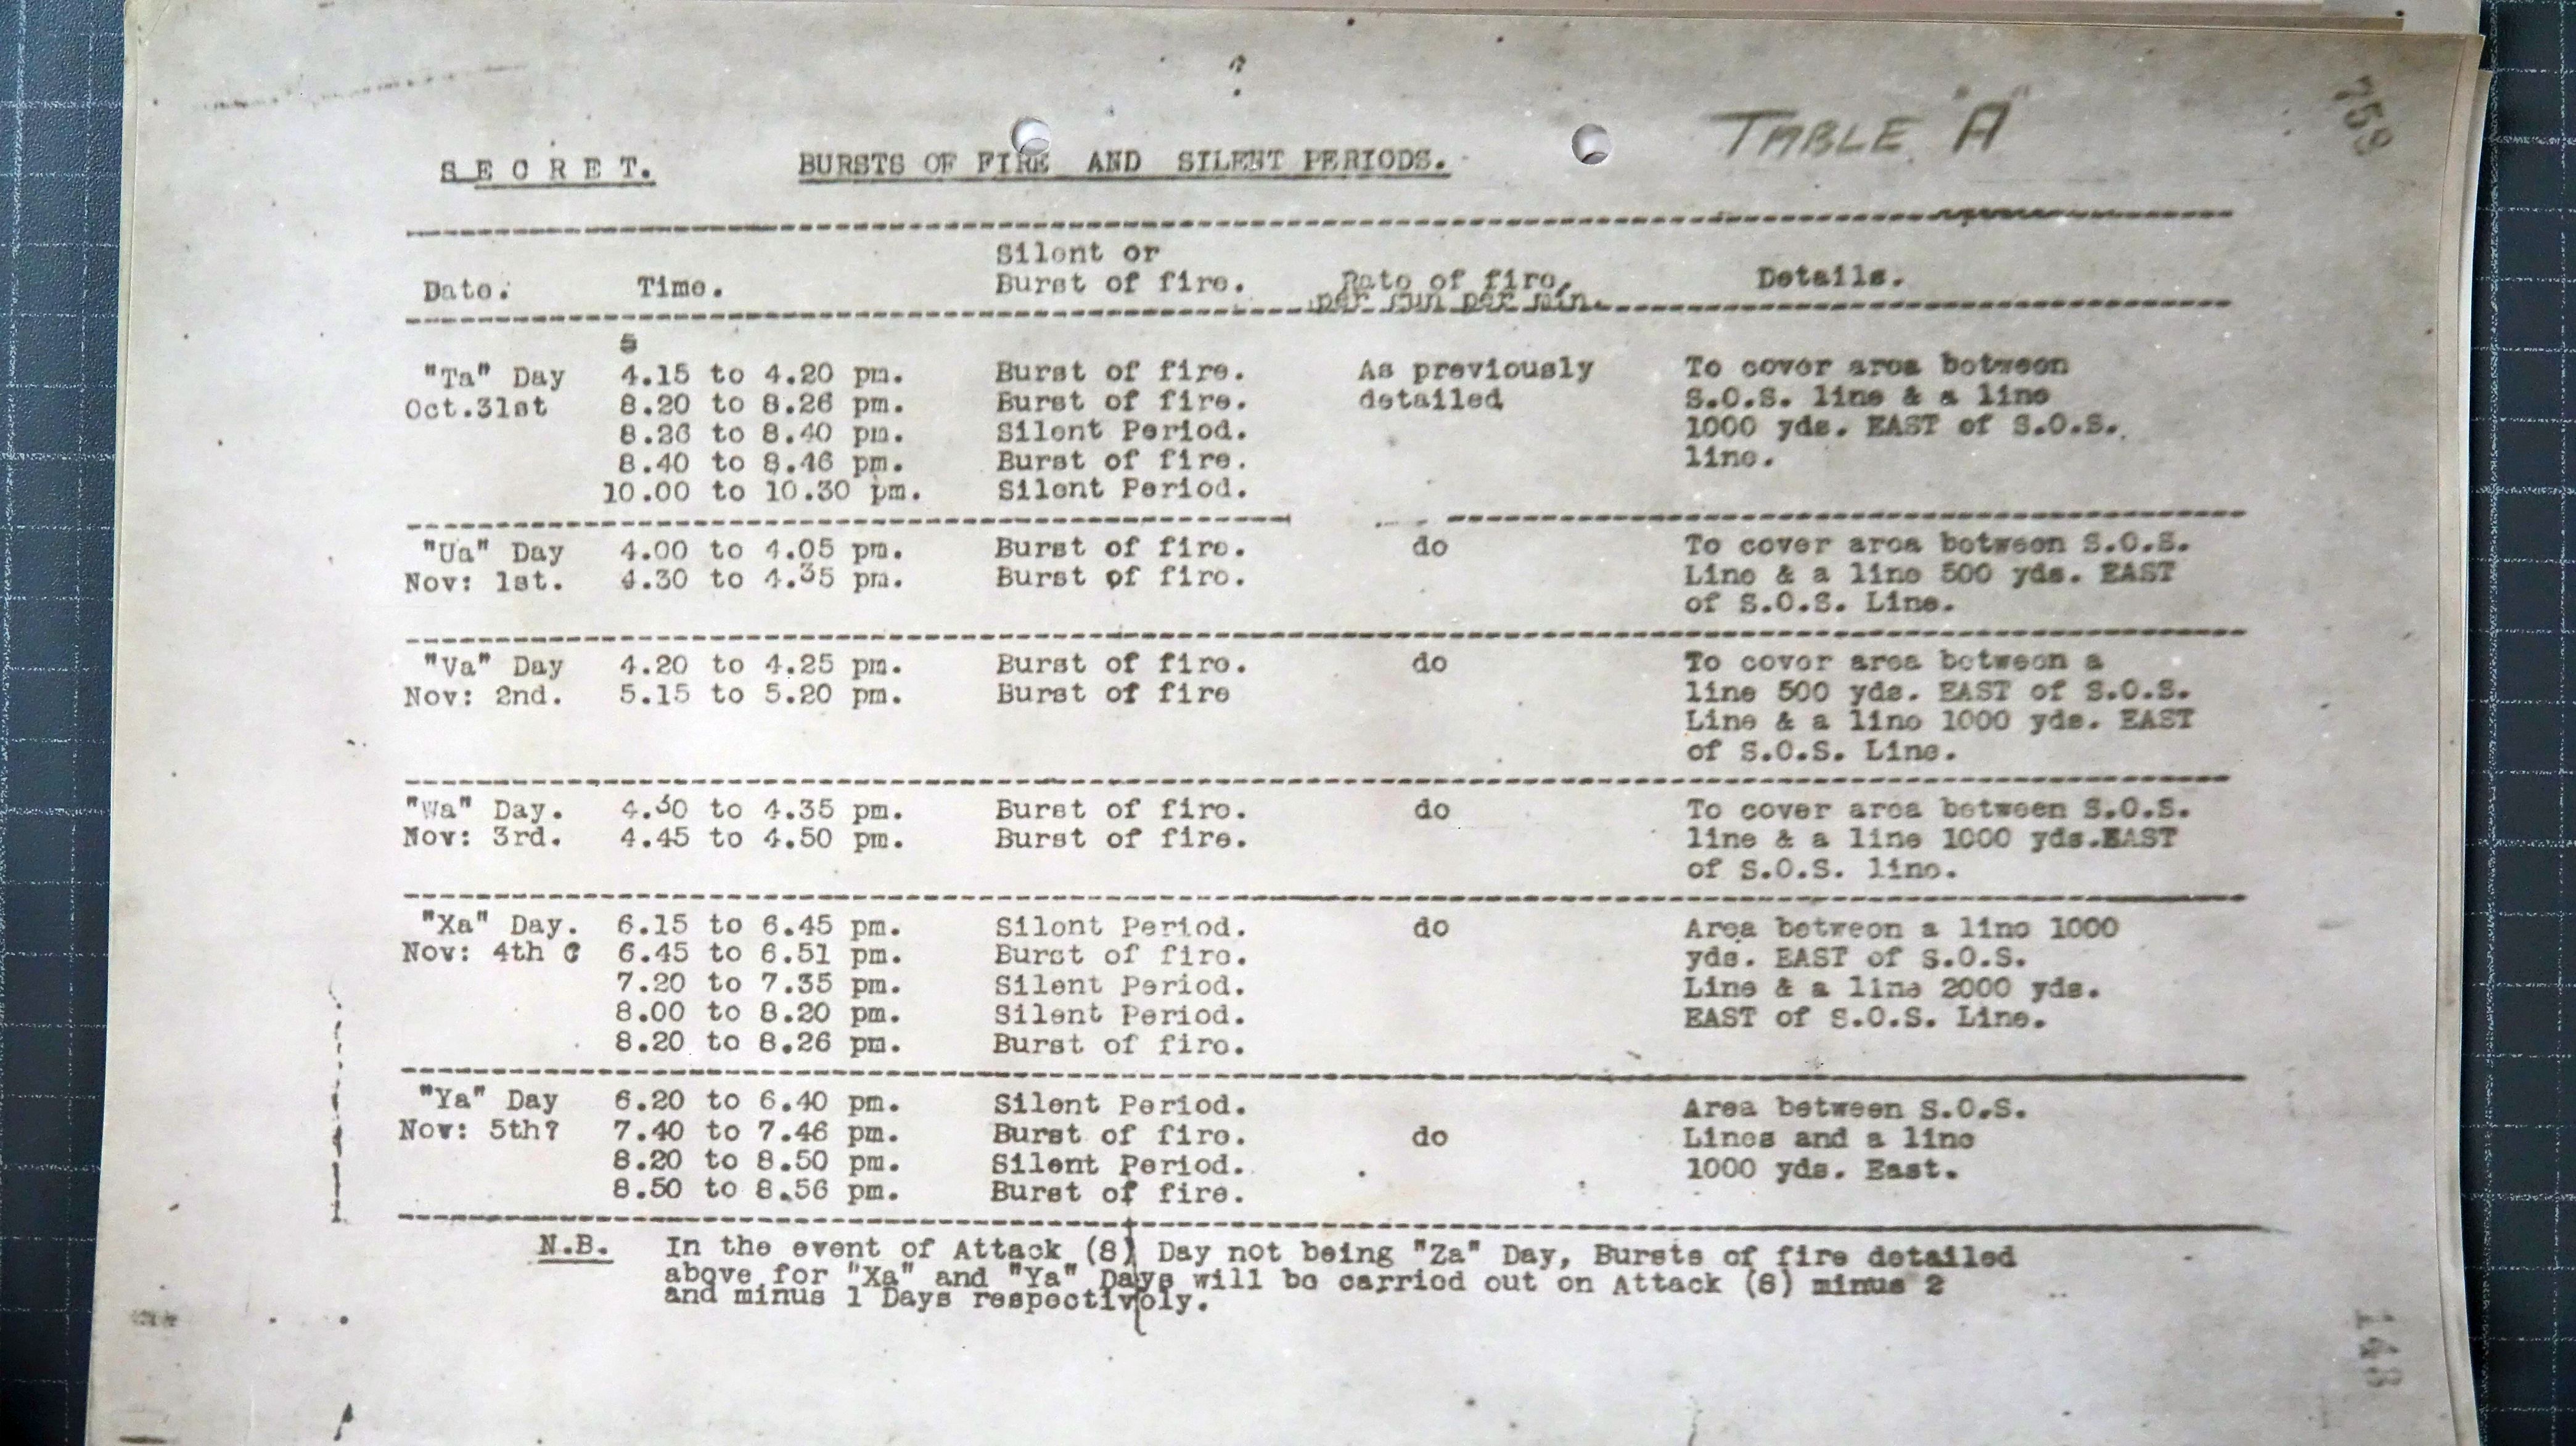 ?
TABLE "A"
759
SECRET. BURSTS OF FIRE AND SILENT PERIODS.
Silent or
Date. Time. Burst of fire. Rate of fire, Details.
per gun per min.
5
"Ta" Day 4.15 to 4.20 pm. Burst of fire. As previously To cover area between
Oct.31st 8.20 to 8.26 pm. Burst of fire. detailed S.O.S. line & a line
8.26 to 8.40 pm. Silent Period. 1000 yds. EAST of S.O.S.
8.40 to 8.46 pm. Burst of fire. line.
10.00 to 10.30 pm. Silent Period.
"Ua" Day 4.00 to 4.05 pm. Burst of fire. do To cover area between S.O.S.
Nov: 1st. 4.30 to 4.35 pm. Burst of fire. Line & a line 500 yds. EAST
of S.O.S. Line.
"Va" Day 4.20 to 4.25 pm. Burst of fire. do To cover area between a
Nov: 2nd. 5.15 to 5.20 pm. Burst of fire line 500 yds. EAST of S.O.S.
Line & a line 1000 yds. EAST
of S.O.S. Line.
"Wa" Day. 4.30 to 4.35 pm. Burst of fire. do To cover area between S.O.S.
Nov: 3rd. 4.45 to 4.50 pm. Burst of fire. line & a line 1000 yds.EAST
of S.O.S. line.
"Xa" Day. 6.15 to 6.45 pm. Silent Period. do Area between a line 1000
Nov: 4th 6.45 to 6.51 pm. Burst of fire. yds. EAST of S.O.S.
7.20 to 7.35 pm. Silent Period. Line & a line 2000 yds.
8.00 to 8.20 pm. Silent Period. EAST of S.O.S. Line.
8.20 to 8.26 pm. Burst of fire.
"Ya" Day 6.20 to 6.40 pm. Silent Period. Area between S.O.S.
Nov: 5th? 7.40 to 7.46 pm. Burst of fire. do Lines and a line
8.20 to 8.50 pm. Silent Period. 1000 yds. East.
8.50 to 8.56 pm. Burst of fire.
N.B. In the event of Attack (8) Day not being "Za" Day, Bursts of fire detailed
above for "Xa" and "Ya" Days will be carried out on Attack (8) minus 2
and minus 1 Days respectively.
148